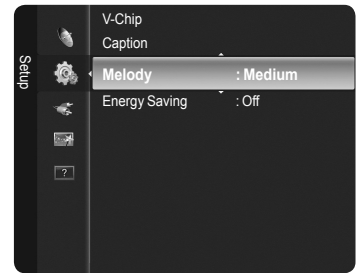 Setup
V-Chip
Caption
Melody : Medium
Energy Saving : Off
?